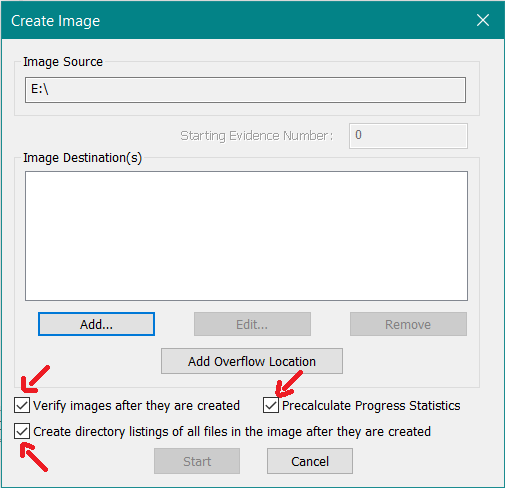 Create Image
Image Source
E:\
Starting Evidence Number: 0
Image Destination(s)
Add... Edit... Remove
Add Overflow Location
Verify images after they are created Precalculate Progress Statistics
Create directory listings of all files in the image after they are created
Start Cancel